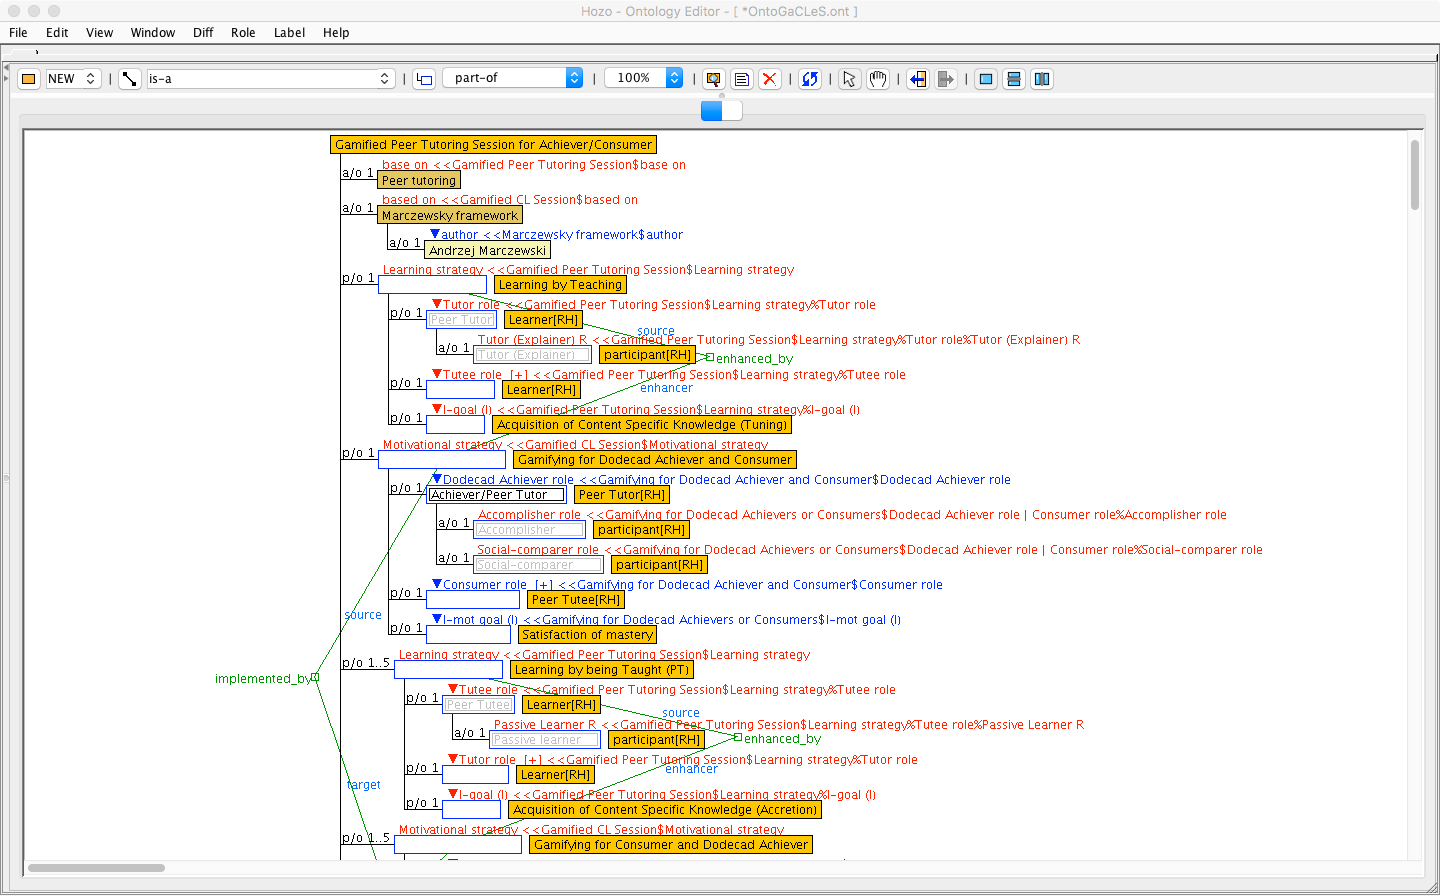 Hozo - Ontology Editor - [ *OntoGaCLeS.ont ]
File Edit View Window Diff Role Label Help
NEW is-a part-of 100%
Gamified Peer Tutoring Session for Achiever/Consumer
base on <<Gamified Peer Tutoring Session$base on
a/o 1 Peer tutoring
based on <<Gamified CL Session$based on
a/o 1 Marczewsky framework
author <<Marczewsky framework$author
a/o 1 Andrzej Marczewski
Learning strategy <<Gamified Peer Tutoring Session$Learning strategy
p/o 1 Learning by Teaching
Tutor role <<Gamified Peer Tutoring Session$Learning strategy%Tutor role
p/o 1 Peer Tutor Learner[RH]
source
Tutor (Explainer) R <<Gamified Peer Tutoring Session$Learning strategy%Tutor role%Tutor (Explainer) R
a/o 1 Tutor (Explainer) participant[RH] enhanced_by
Tutee role [+] <<Gamified Peer Tutoring Session$Learning strategy%Tutee role
p/o 1 Learner[RH] enhancer
I-goal (I) <<Gamified Peer Tutoring Session$Learning strategy%I-goal (I)
p/o 1 Acquisition of Content Specific Knowledge (Tuning)
Motivational strategy <<Gamified CL Session$Motivational strategy
p/o 1 Gamifying for Dodecad Achiever and Consumer
Dodecad Achiever role <<Gamifying for Dodecad Achiever and Consumer$Dodecad Achiever role
p/o 1 Achiever/Peer Tutor Peer Tutor[RH]
Accomplisher role <<Gamifying for Dodecad Achievers or Consumers$Dodecad Achiever role | Consumer role%Accomplisher role
a/o 1 Accomplisher participant[RH]
Social-comparer role <<Gamifying for Dodecad Achievers or Consumers$Dodecad Achiever role | Consumer role%Social-comparer role
a/o 1 Social-comparer participant[RH]
Consumer role [+] <<Gamifying for Dodecad Achiever and Consumer$Consumer role
p/o 1 Peer Tutee[RH]
source
I-mot goal (I) <<Gamifying for Dodecad Achievers or Consumers$I-mot goal (I)
p/o 1 Satisfaction of mastery
Learning strategy <<Gamified Peer Tutoring Session$Learning strategy
p/o 1..5 Learning by being Taught (PT)
implemented_by
Tutee role <<Gamified Peer Tutoring Session$Learning strategy%Tutee role
p/o 1 Peer Tutee Learner[RH]
source
Passive Learner R <<Gamified Peer Tutoring Session$Learning strategy%Tutee role%Passive Learner R
a/o 1 Passive learner participant[RH] enhanced_by
Tutor role [+] <<Gamified Peer Tutoring Session$Learning strategy%Tutor role
p/o 1 Learner[RH] enhancer
target
I-goal (I) <<Gamified Peer Tutoring Session$Learning strategy%I-goal (I)
p/o 1 Acquisition of Content Specific Knowledge (Accretion)
Motivational strategy <<Gamified CL Session$Motivational strategy
p/o 1..5 Gamifying for Consumer and Dodecad Achiever